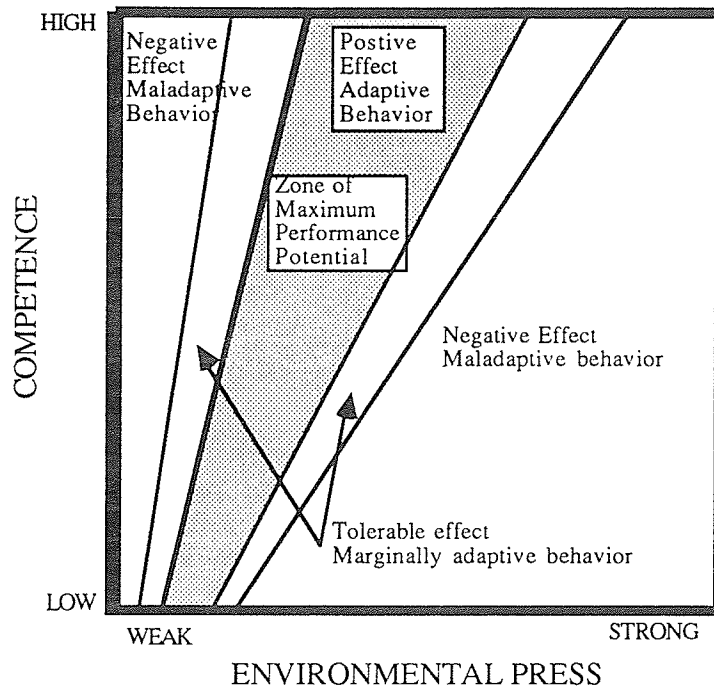 HIGH
Negative
Effect
Maladaptive
Behavior
Postive
Effect
Adaptive
Behavior
Zone of
Maximum
Performance
Potential
COMPETENCE
Negative Effect
Maladaptive behavior
Tolerable effect
Marginally adaptive behavior
LOW
WEAK
STRONG
ENVIRONMENTAL PRESS